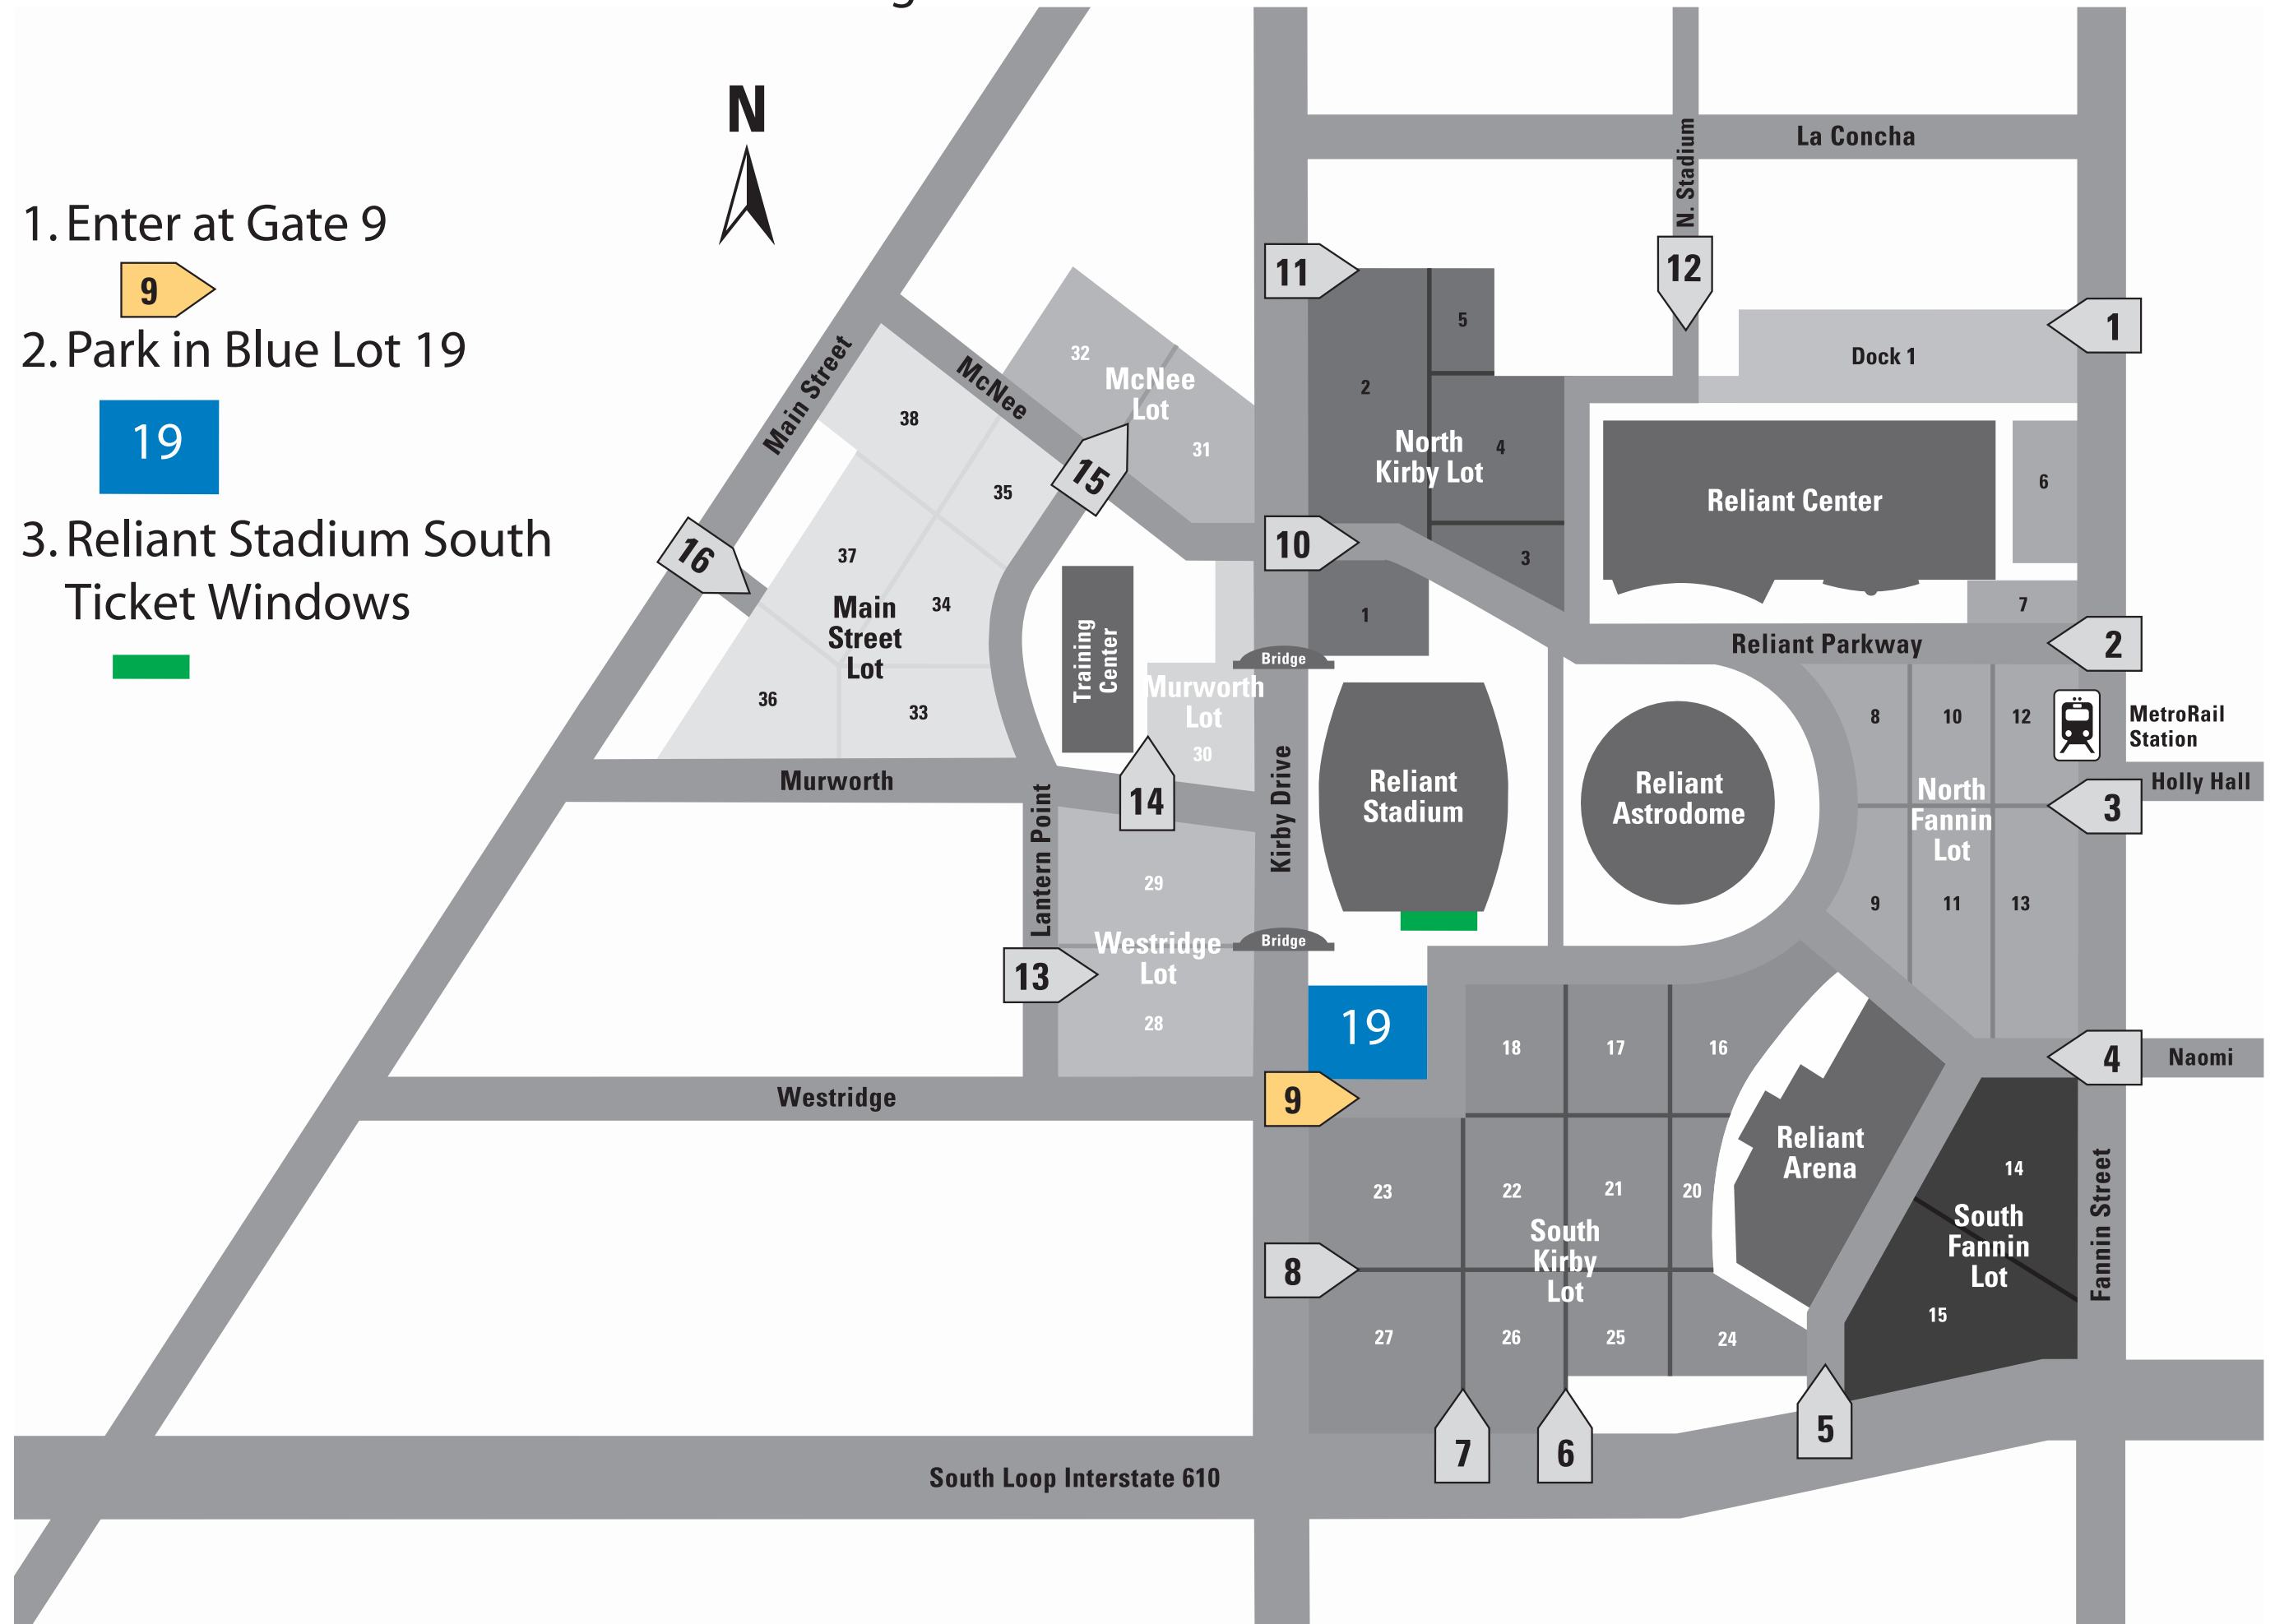 1. Enter at Gate 9
9
2. Park in Blue Lot 19
19
3. Reliant Stadium South
Ticket Windows
N
Main Street
McNee
N. Stadium
La Concha
11
12
1
Dock 1
32
McNee
Lot
31
5
2
4
North
Kirby Lot
3
1
10
Reliant Center
6
7
Reliant Parkway
2
38
35
15
16
37
34
Main
Street
Lot
36
33
Training
Center
Murworth
Lot
30
Bridge
Murworth
14
Lantern Point
Kirby Drive
Reliant
Stadium
Reliant
Astrodome
8
10
12
MetroRail
Station
Holly Hall
3
North
Fannin
Lot
9
11
13
29
Westridge
Lot
28
13
Bridge
19
18
17
16
4
Naomi
Westridge
9
Reliant
Arena
14
South
Fannin
Lot
15
Fannin Street
23
22
21
20
South
Kirby
Lot
8
27
26
25
24
7
6
5
South Loop Interstate 610